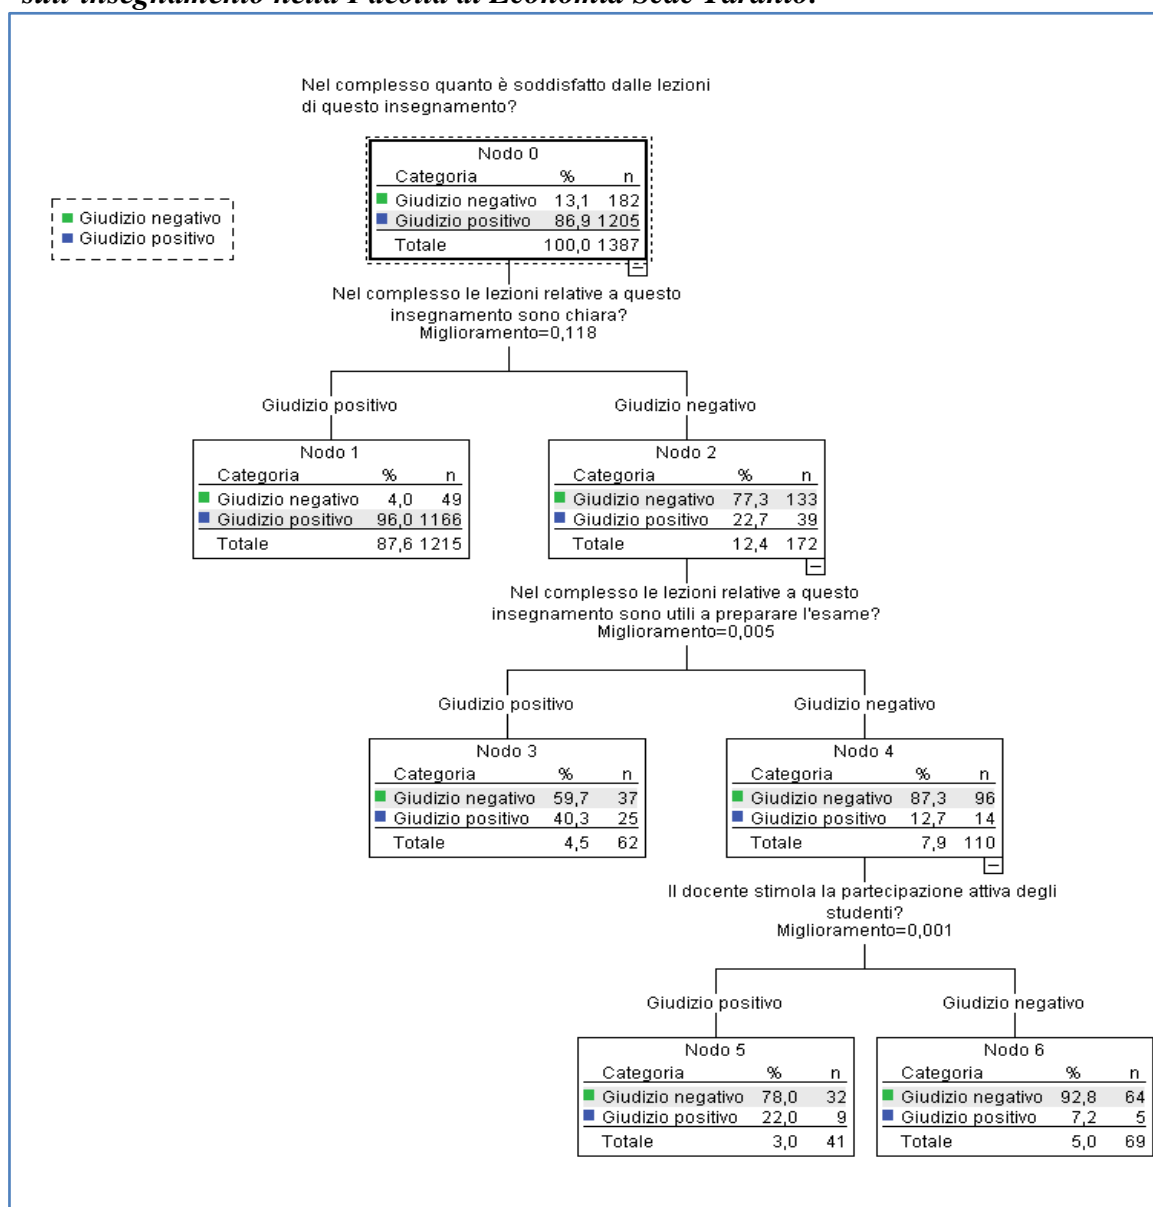 sull'insegnamento nella Facoltà di Economia Sede Taranto.
Nel complesso quanto è soddisfatto dalle lezioni
di questo insegnamento?
Nodo 0
Categoria % n
Giudizio negativo 13,1 182
Giudizio positivo 86,9 1205
Totale 100,0 1387
Giudizio negativo
Giudizio positivo
Nel complesso le lezioni relative a questo
insegnamento sono chiara?
Miglioramento=0,118
Giudizio positivo
Giudizio negativo
Nodo 1
Categoria % n
Giudizio negativo 4,0 49
Giudizio positivo 96,0 1166
Totale 87,6 1215
Nodo 2
Categoria % n
Giudizio negativo 77,3 133
Giudizio positivo 22,7 39
Totale 12,4 172
Nel complesso le lezioni relative a questo
insegnamento sono utili a preparare l'esame?
Miglioramento=0,005
Giudizio positivo
Giudizio negativo
Nodo 3
Categoria % n
Giudizio negativo 59,7 37
Giudizio positivo 40,3 25
Totale 4,5 62
Nodo 4
Categoria % n
Giudizio negativo 87,3 96
Giudizio positivo 12,7 14
Totale 7,9 110
Il docente stimola la partecipazione attiva degli
studenti?
Miglioramento=0,001
Giudizio positivo
Giudizio negativo
Nodo 5
Categoria % n
Giudizio negativo 78,0 32
Giudizio positivo 22,0 9
Totale 3,0 41
Nodo 6
Categoria % n
Giudizio negativo 92,8 64
Giudizio positivo 7,2 5
Totale 5,0 69